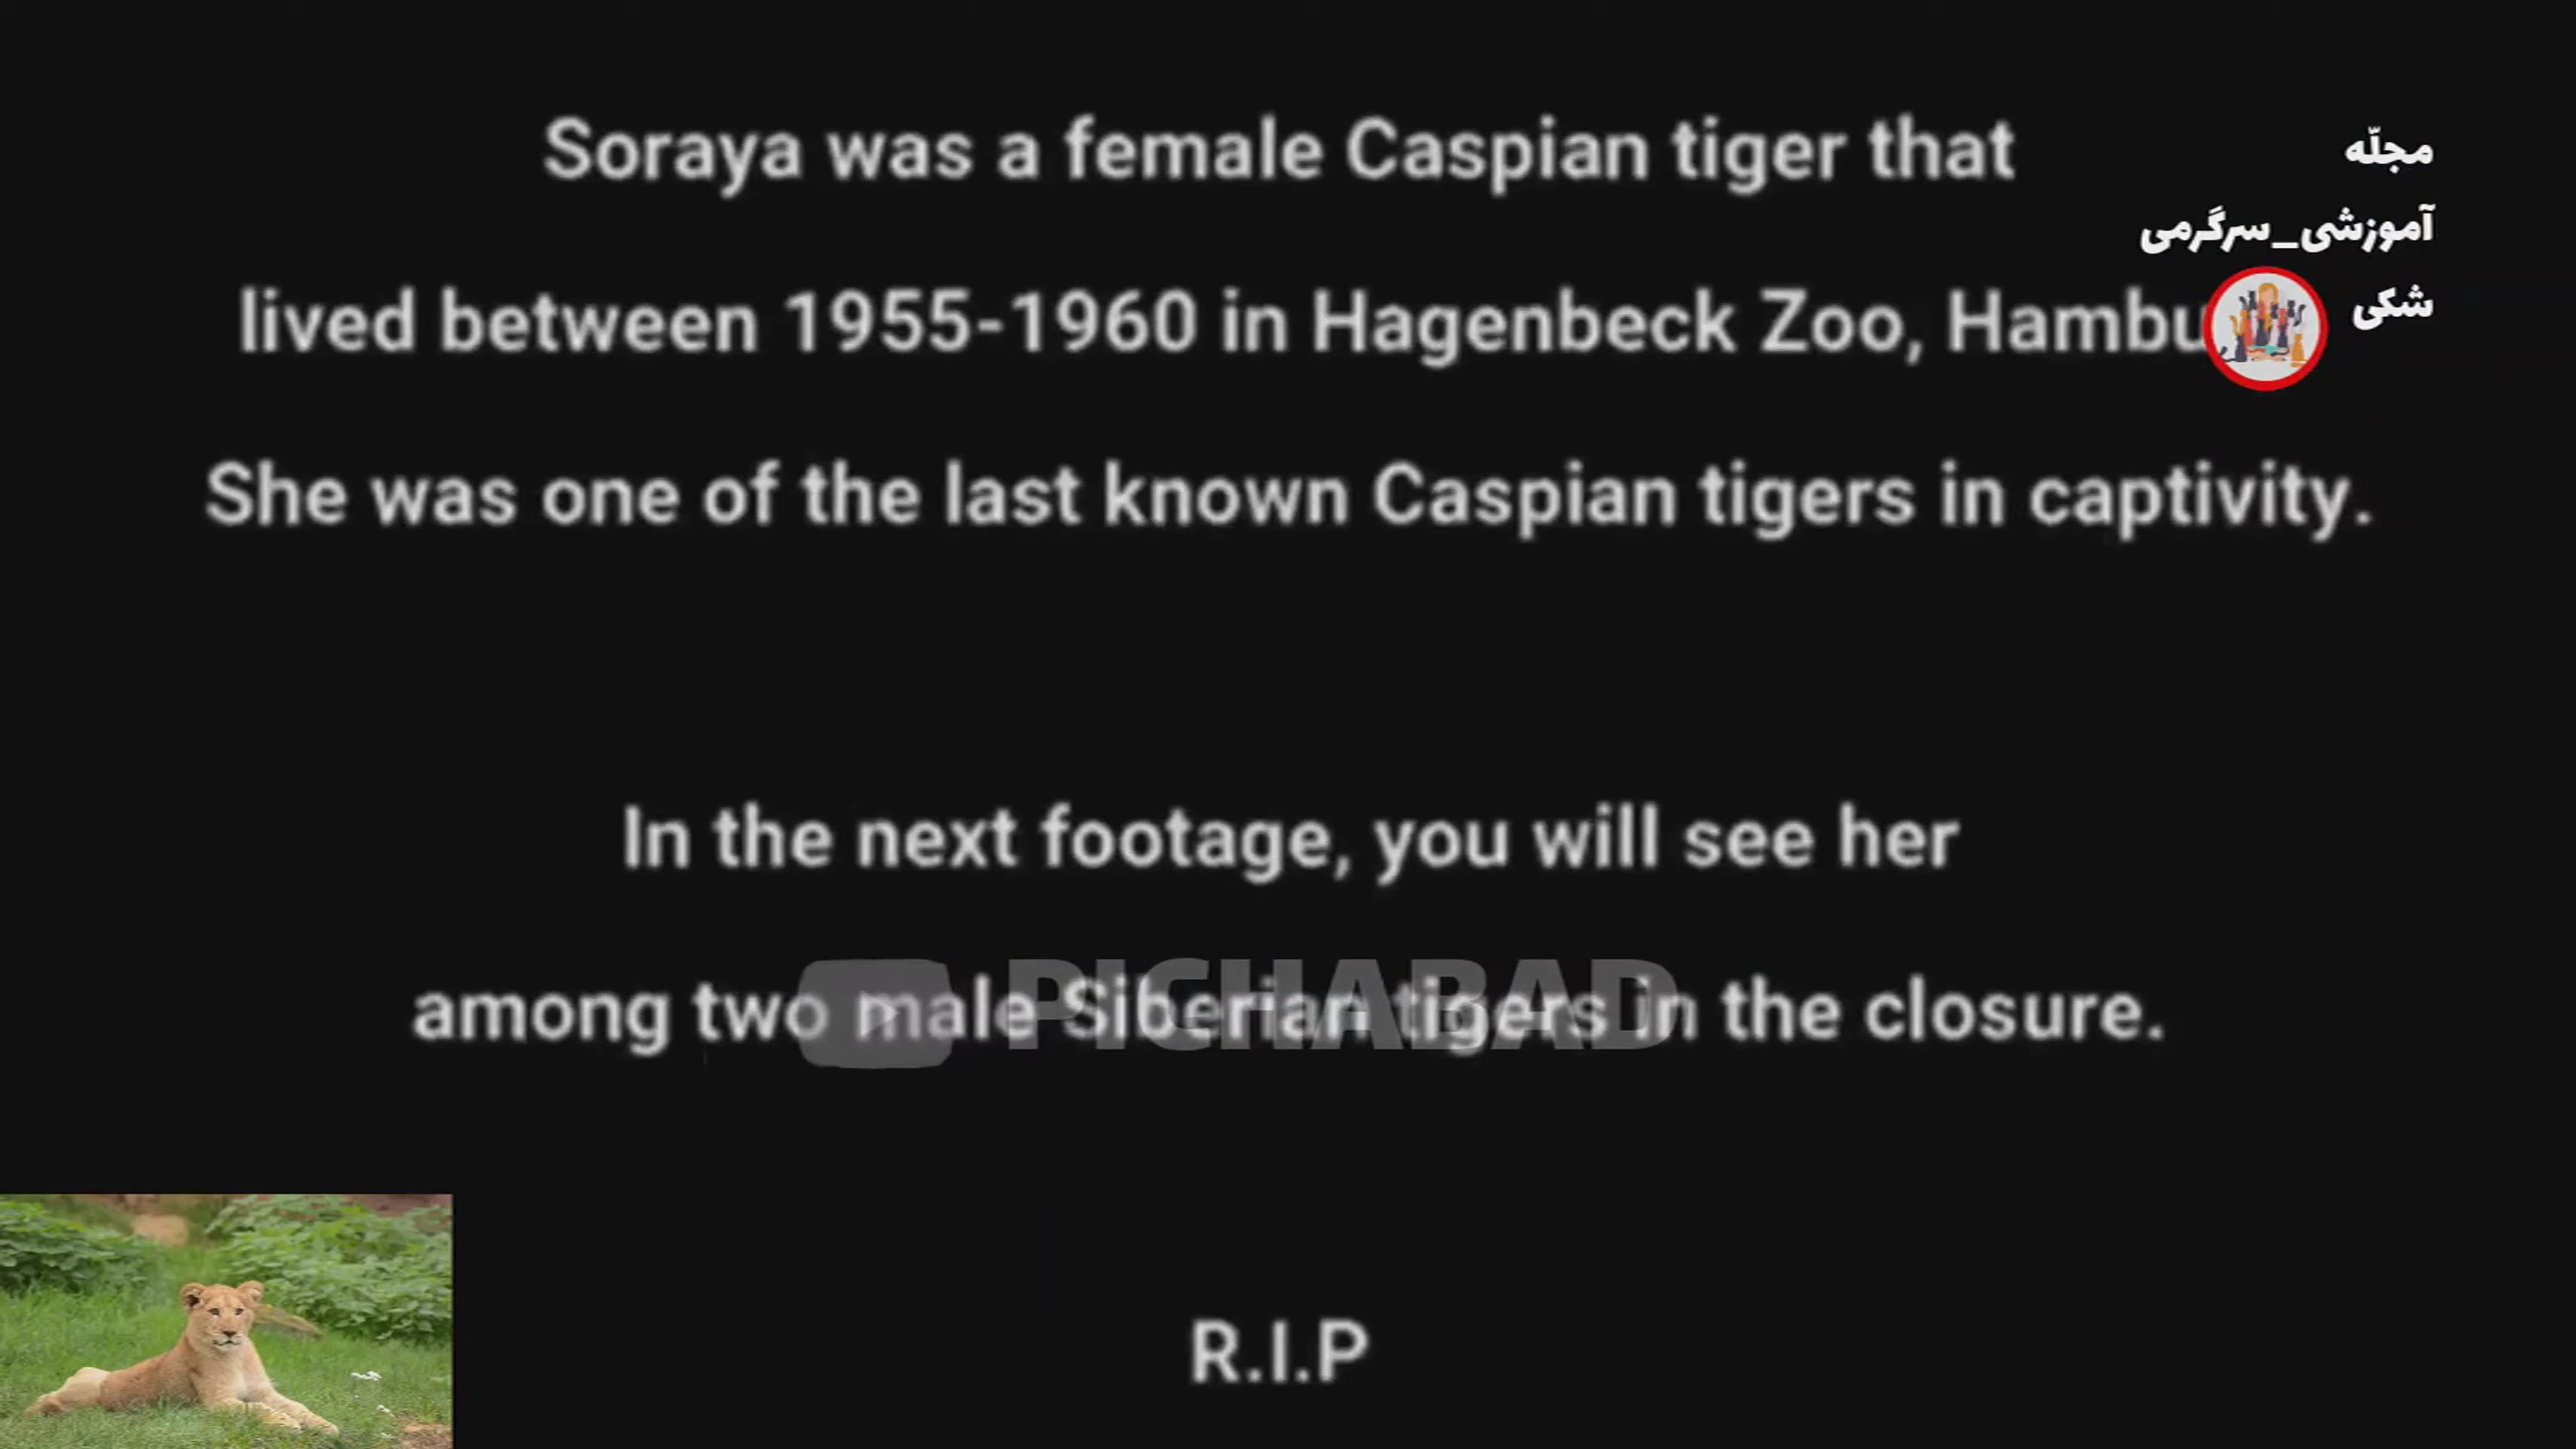 Soraya was a female Caspian tiger that
lived between 1955-1960 in Hagenbeck Zoo, Hambu
She was one of the last known Caspian tigers in captivity.
In the next footage, you will see her
among two male Siberian tigers in the closure.
R.I.P
PICHABAD
مجلّه
آموزشی_سرگرمی
شکی